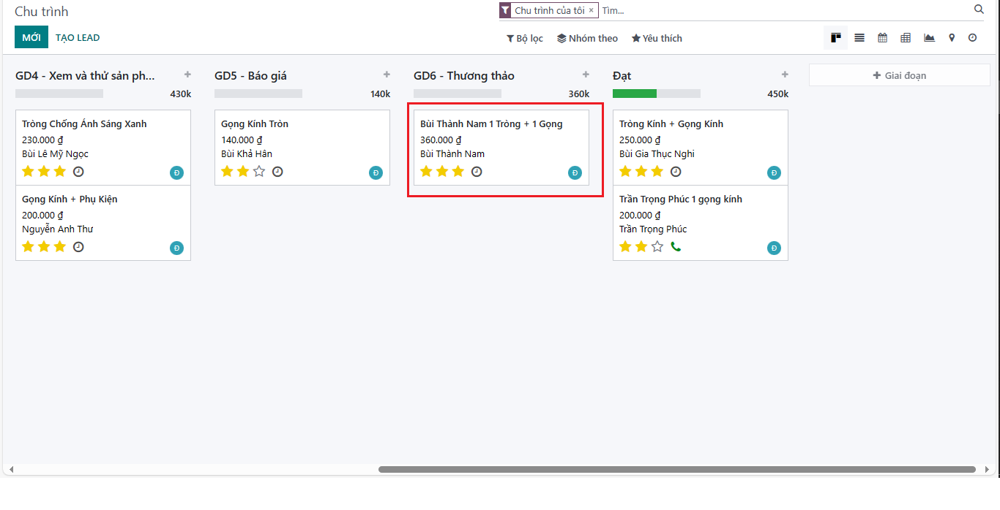 Chu trình
Chu trình của tôi × Tìm...
MỚI TẠO LEAD
Bộ lọc Nhóm theo Yêu thích
GD4 - Xem và thử sản ph... +
430k
Tròng Chống Ánh Sáng Xanh
230.000 ₫
Bùi Lê Mỹ Ngọc
Đ
Gọng Kính + Phụ Kiện
200.000 ₫
Nguyễn Anh Thư
Đ
GD5 - Báo giá +
140k
Gọng Kính Tròn
140.000 ₫
Bùi Khả Hân
Đ
GD6 - Thương thảo +
360k
Bùi Thành Nam 1 Tròng + 1 Gọng
360.000 ₫
Bùi Thành Nam
Đ
Đạt +
450k
Tròng Kính + Gọng Kính
250.000 ₫
Bùi Gia Thục Nghi
Đ
Trần Trọng Phúc 1 gọng kính
200.000 ₫
Trần Trọng Phúc
Đ
+ Giai đoạn